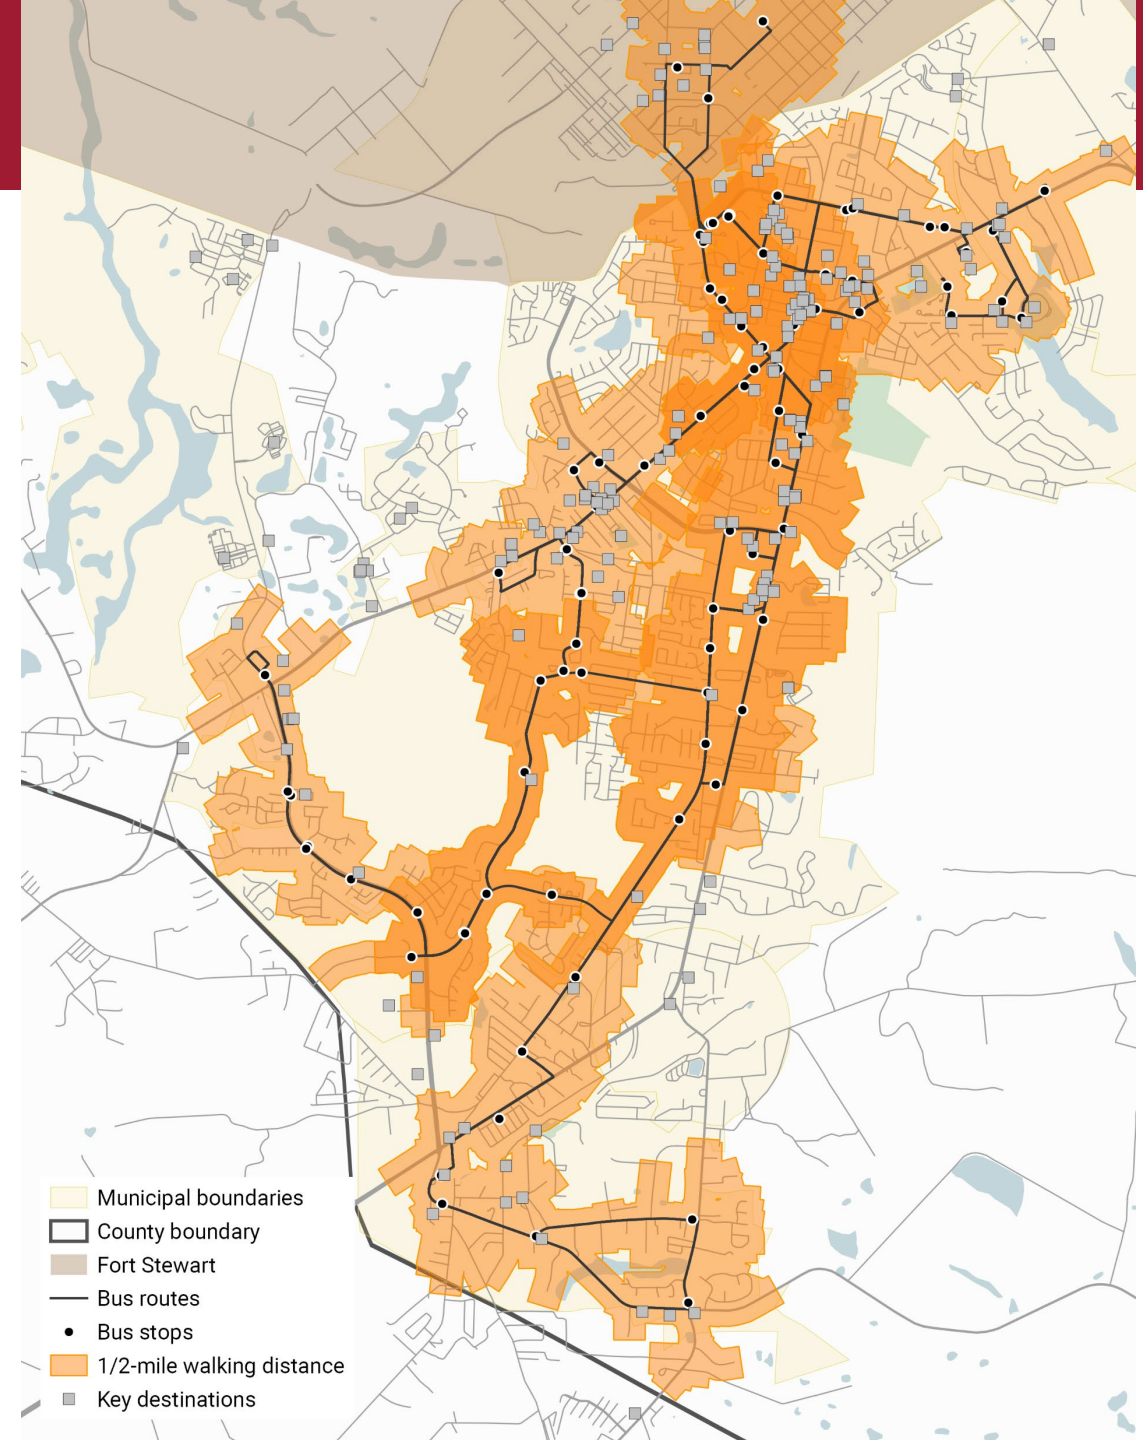 Municipal boundaries
County boundary
Fort Stewart
Bus routes
Bus stops
1/2-mile walking distance
Key destinations